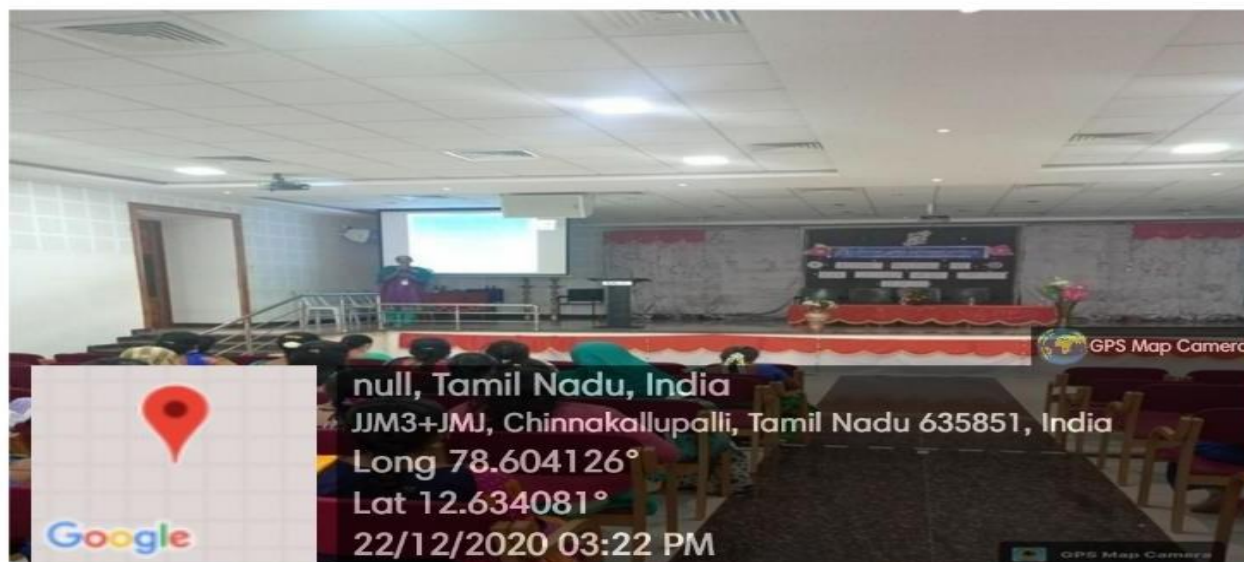 GPS Map Camera
null, Tamil Nadu, India
JJM3+JMJ, Chinnakallupalli, Tamil Nadu 635851, India
Long 78.604126°
Lat 12.634081°
22/12/2020 03:22 PM
Google
GPS Map Camera